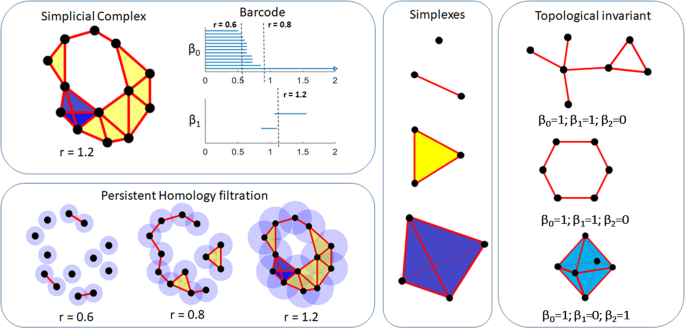 Simplicial Complex
r = 1.2
Barcode
r = 0.6
r = 0.8
β0
0 0.5 1 1.5 2
r = 1.2
β1
0 0.5 1 1.5 2
Persistent Homology filtration
r = 0.6
r = 0.8
r = 1.2
Simplexes
Topological invariant
β0=1; β1=1; β2=0
β0=1; β1=1; β2=0
β0=1; β1=0; β2=1